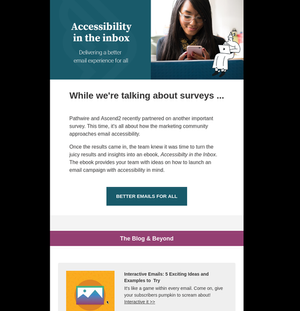 Accessibility
in the inbox
Delivering a better
email experience for all
While we're talking about surveys ...
Pathwire and Ascend2 recently partnered on another important
survey. This time, it's all about how the marketing community
approaches email accessibility.
Once the results came in, the team knew it was time to turn the
juicy results and insights into an ebook, Accessibility in the Inbox.
The ebook provides your team with ideas on how to launch an
email campaign with accessibility in mind.
BETTER EMAILS FOR ALL
The Blog & Beyond
Interactive Emails: 5 Exciting Ideas and
Examples to Try
It's like a game within every email. Come on, give
your subscribers pumpkin to scream about!
Interactive it >>